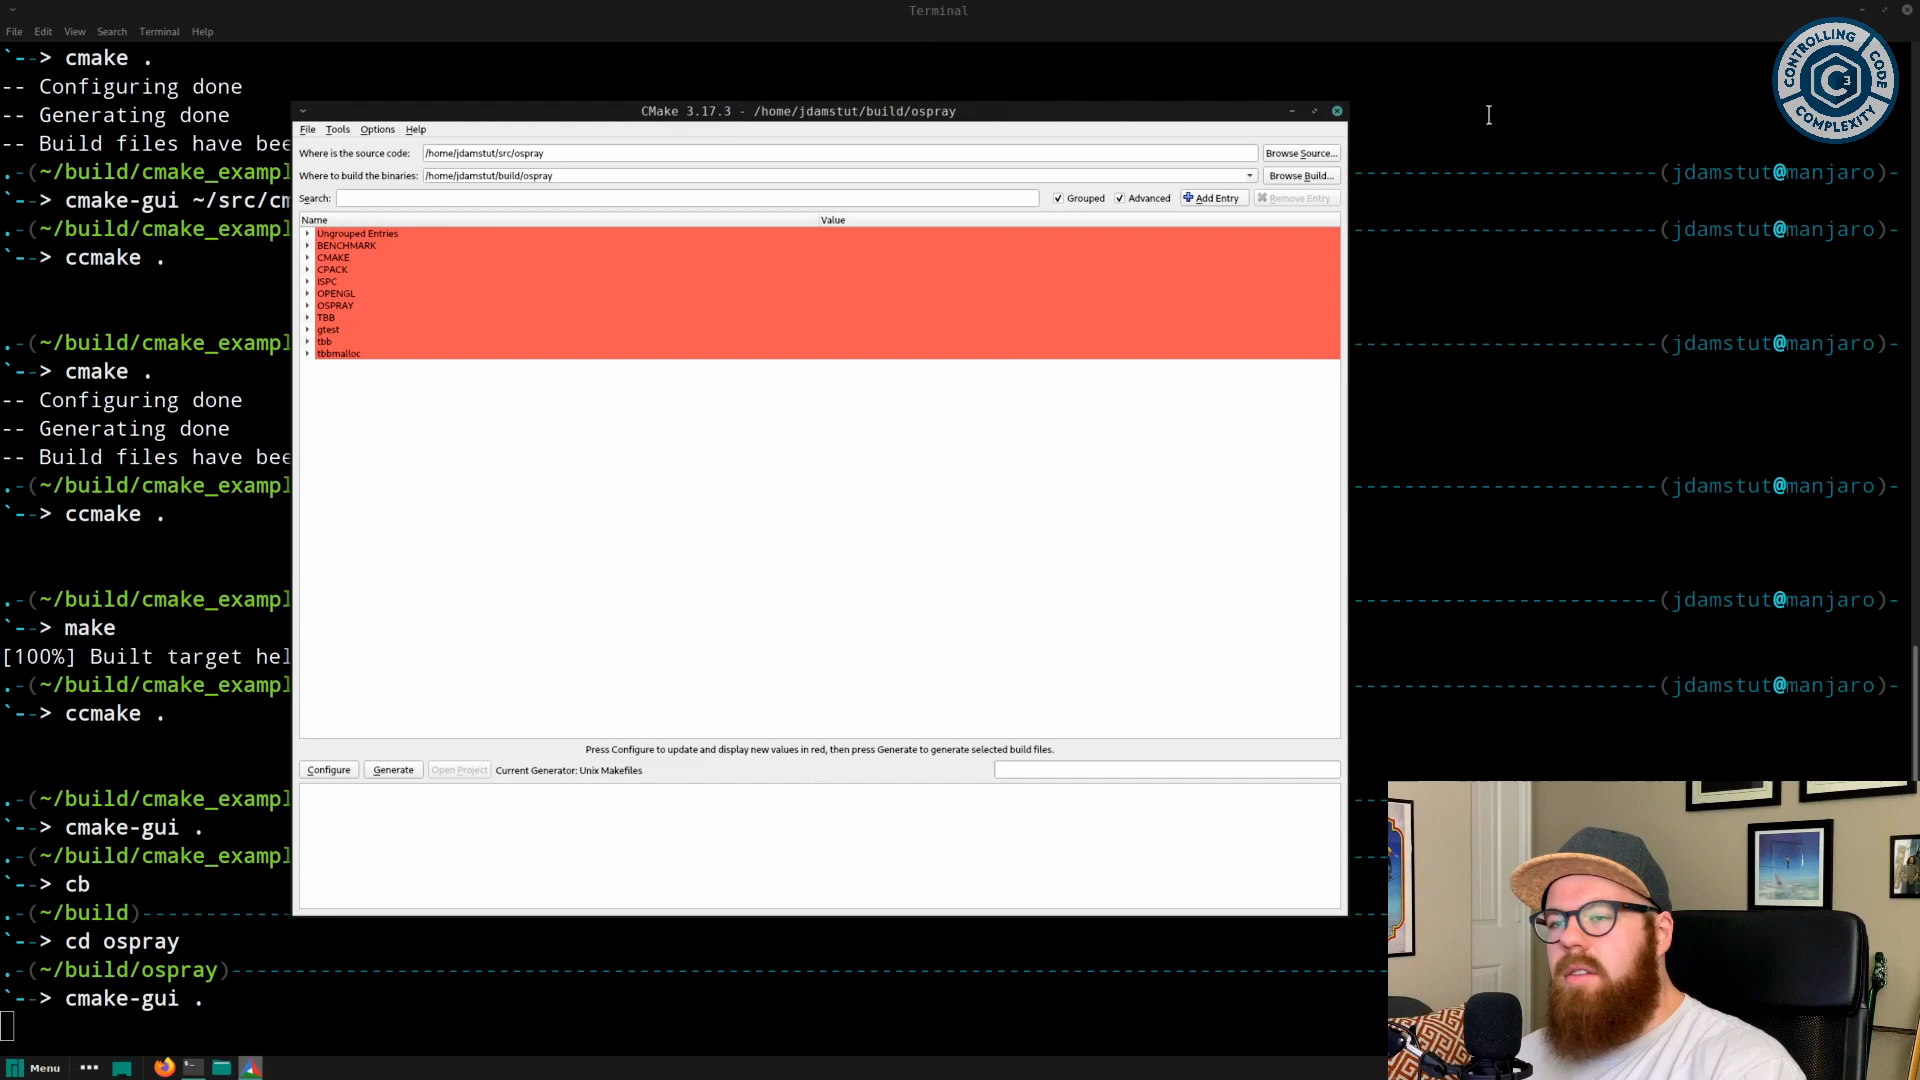 Terminal
File Edit View Search Terminal Help
`--> cmake .
-- Configuring done
-- Generating done
-- Build files have bee
.-(~/build/cmake_exampl
(jdamstut@manjaro)-
`--> cmake-gui ~/src/cm
.-(~/build/cmake_exampl
(jdamstut@manjaro)-
`--> ccmake .
.-(~/build/cmake_exampl
(jdamstut@manjaro)-
`--> cmake .
-- Configuring done
-- Generating done
-- Build files have bee
.-(~/build/cmake_exampl
(jdamstut@manjaro)-
`--> ccmake .
.-(~/build/cmake_exampl
(jdamstut@manjaro)-
`--> make
[100%] Built target hel
.-(~/build/cmake_exampl
(jdamstut@manjaro)-
`--> ccmake .
.-(~/build/cmake_exampl
`--> cmake-gui .
.-(~/build/cmake_exampl
`--> cb
.-(~/build)
`--> cd ospray
.-(~/build/ospray)
`--> cmake-gui .
CMake 3.17.3 - /home/jdamstut/build/ospray
File Tools Options Help
Where is the source code: /home/jdamstut/src/ospray Browse Source...
Where to build the binaries: /home/jdamstut/build/ospray Browse Build...
Search: Grouped Advanced Add Entry Remove Entry
Name Value
Ungrouped Entries
BENCHMARK
CMAKE
CPACK
ISPC
OPENGL
OSPRAY
TBB
gtest
tbb
tbbmalloc
Press Configure to update and display new values in red, then press Generate to generate selected build files.
Configure Generate Open Project Current Generator: Unix Makefiles
CONTROLLING CODE COMPLEXITY
C3
Menu